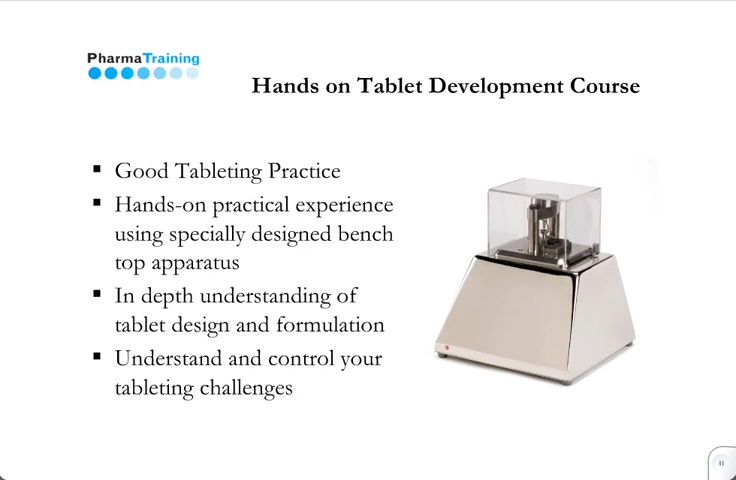 PharmaTraining
Hands on Tablet Development Course
▪ Good Tableting Practice
▪ Hands-on practical experience
using specially designed bench
top apparatus
▪ In depth understanding of
tablet design and formulation
▪ Understand and control your
tableting challenges